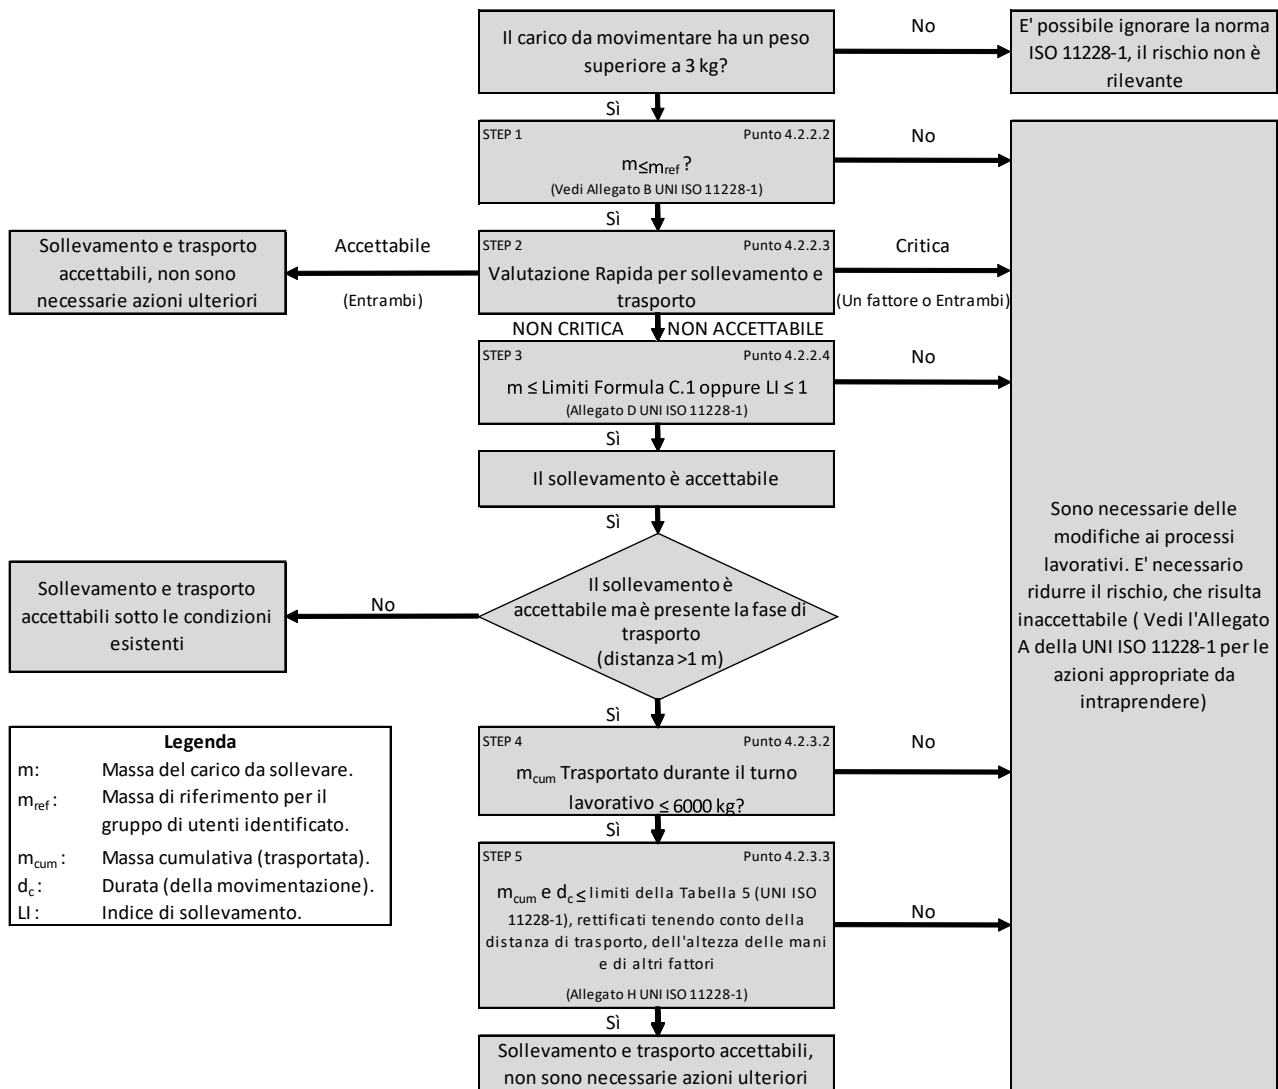 Il carico da movimentare ha un peso
superiore a 3 kg?
No
E' possibile ignorare la norma
ISO 11228-1, il rischio non è
rilevante
Sì
STEP 1 Punto 4.2.2.2
m≤mref ?
(Vedi Allegato B UNI ISO 11228-1)
No
Sì
Sollevamento e trasporto
accettabili, non sono
necessarie azioni ulteriori
Accettabile
(Entrambi)
STEP 2 Punto 4.2.2.3
Valutazione Rapida per sollevamento e
trasporto
Critica
(Un fattore o Entrambi)
NON CRITICA NON ACCETTABILE
STEP 3 Punto 4.2.2.4
m ≤ Limiti Formula C.1 oppure LI ≤ 1
(Allegato D UNI ISO 11228-1)
No
Sì
Il sollevamento è accettabile
Sì
Sollevamento e trasporto
accettabili sotto le condizioni
esistenti
No
Il sollevamento è
accettabile ma è presente la fase di
trasporto
(distanza >1 m)
Sono necessarie delle
modifiche ai processi
lavorativi. E' necessario
ridurre il rischio, che risulta
inaccettabile ( Vedi l'Allegato
A della UNI ISO 11228-1 per le
azioni appropriate da
intraprendere)
Sì
STEP 4 Punto 4.2.3.2
mcum Trasportato durante il turno
lavorativo ≤ 6000 kg?
No
Sì
STEP 5 Punto 4.2.3.3
mcum e dc ≤ limiti della Tabella 5 (UNI ISO
11228-1), rettificati tenendo conto della
distanza di trasporto, dell'altezza delle mani
e di altri fattori
(Allegato H UNI ISO 11228-1)
No
Sì
Sollevamento e trasporto accettabili,
non sono necessarie azioni ulteriori
Legenda
m: Massa del carico da sollevare.
mref : Massa di riferimento per il
gruppo di utenti identificato.
mcum : Massa cumulativa (trasportata).
dc : Durata (della movimentazione).
LI : Indice di sollevamento.